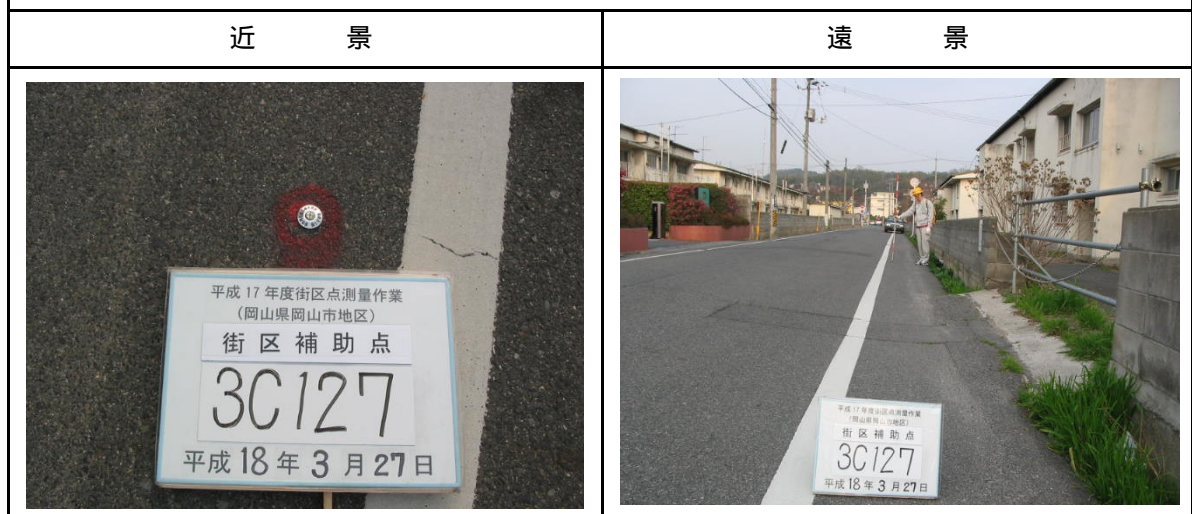 近 景
遠 景
平成17年度街区点測量作業
(岡山県岡山市地区)
街区補助点
3C127
平成18年3月27日
平成17年度街区点測量作業
(岡山県岡山市地区)
街区補助点
3C127
平成18年3月27日